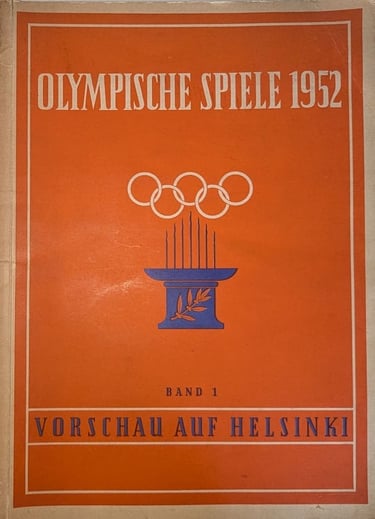 OLYMPISCHE SPIELE 1952
BAND 1
VORSCHAU AUF HELSINKI